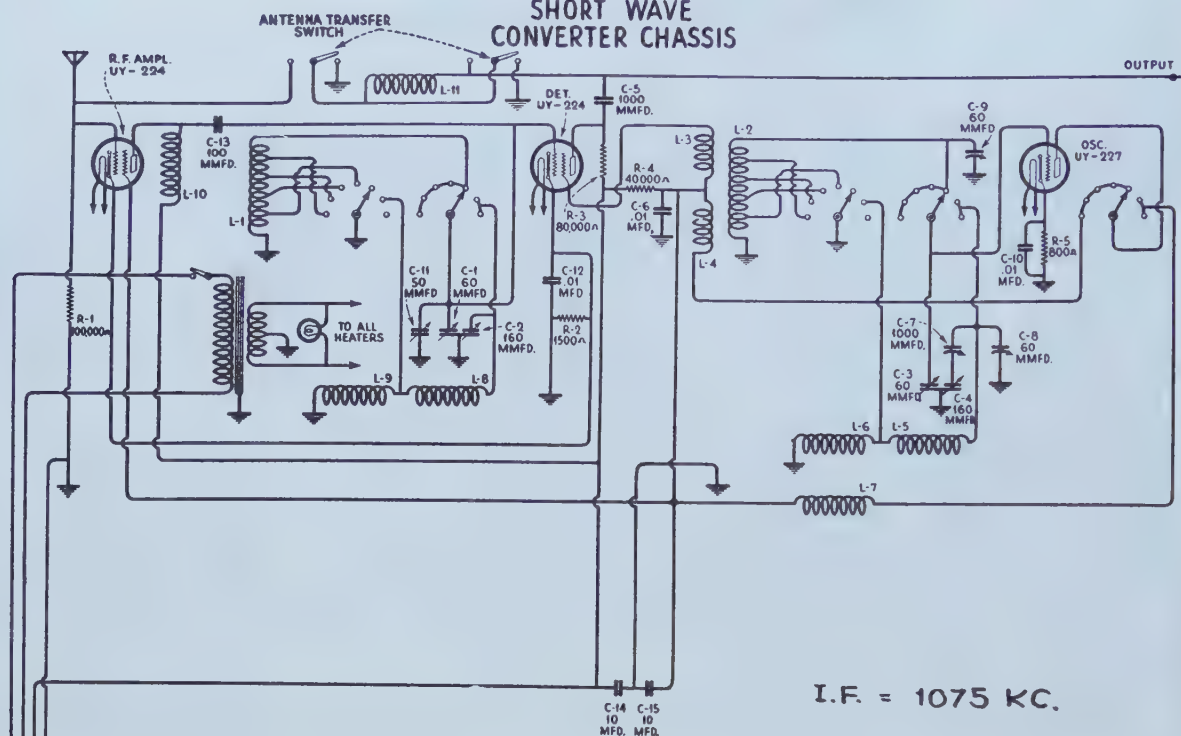 SHORT WAVE
CONVERTER CHASSIS
ANTENNA TRANSFER
SWITCH
R.F. AMPL.
UY-224
L-11
C-5
1000
MMFD.
OUTPUT
DET.
UY-224
C-13
100
MMFD.
L-10
L-1
L-3
L-2
C-9
60
MMFD
OSC.
UY-227
R-4
40000Ω
C-6
.01
MFD.
R-3
80,000Ω
L-4
C-10
.01
MFD.
R-5
800Ω
R-1
TO ALL
HEATERS
C-11
50
MMFD
C-1
60
MMFD
C-2
160
MMFD.
C-12
.01
MFD
R-2
1500Ω
C-7
1000
MMFD.
C-8
60
MMFD.
C-3
60
MMFD.
C-4
160
MMFD.
L-9
L-8
L-6
L-5
L-7
C-14
10
MFD.
C-15
10
MFD.
I.F. = 1075 KC.